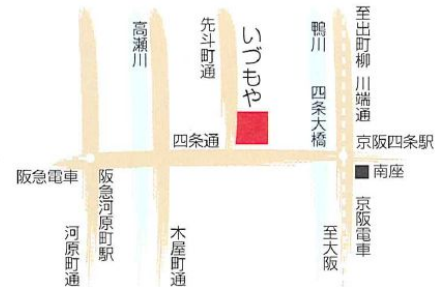 至出町柳
川端通
鴨川
四条大橋
京阪四条駅
南座
京阪電車
至大阪
いづもや
先斗町通
四条通
高瀬川
木屋町通
阪急電車
阪急河原町駅
河原町通